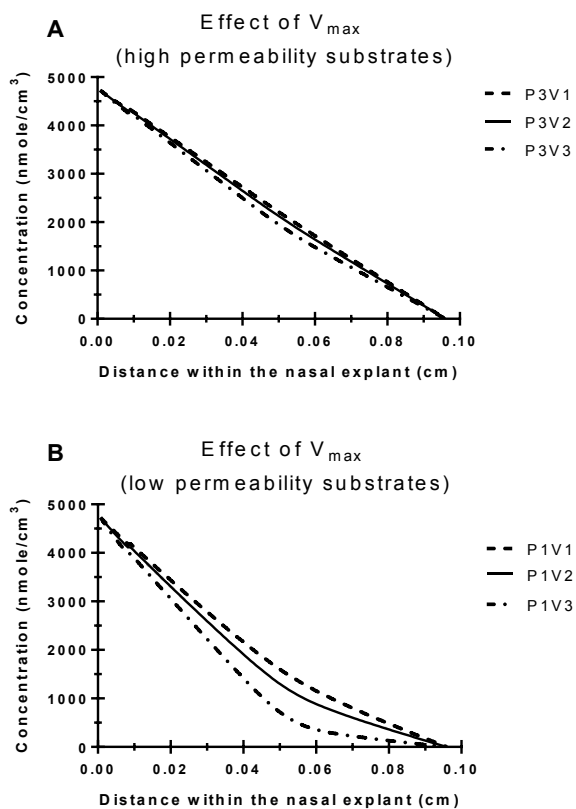 A
Effect of Vmax
(high permeability substrates)
5000
4000
3000
2000
1000
0
Concentration (nmole/cm3)
0.00 0.02 0.04 0.06 0.08 0.10
Distance within the nasal explant (cm)
P3V1
P3V2
P3V3
B
Effect of Vmax
(low permeability substrates)
5000
4000
3000
2000
1000
0
Concentration (nmole/cm3)
0.00 0.02 0.04 0.06 0.08 0.10
Distance within the nasal explant (cm)
P1V1
P1V2
P1V3